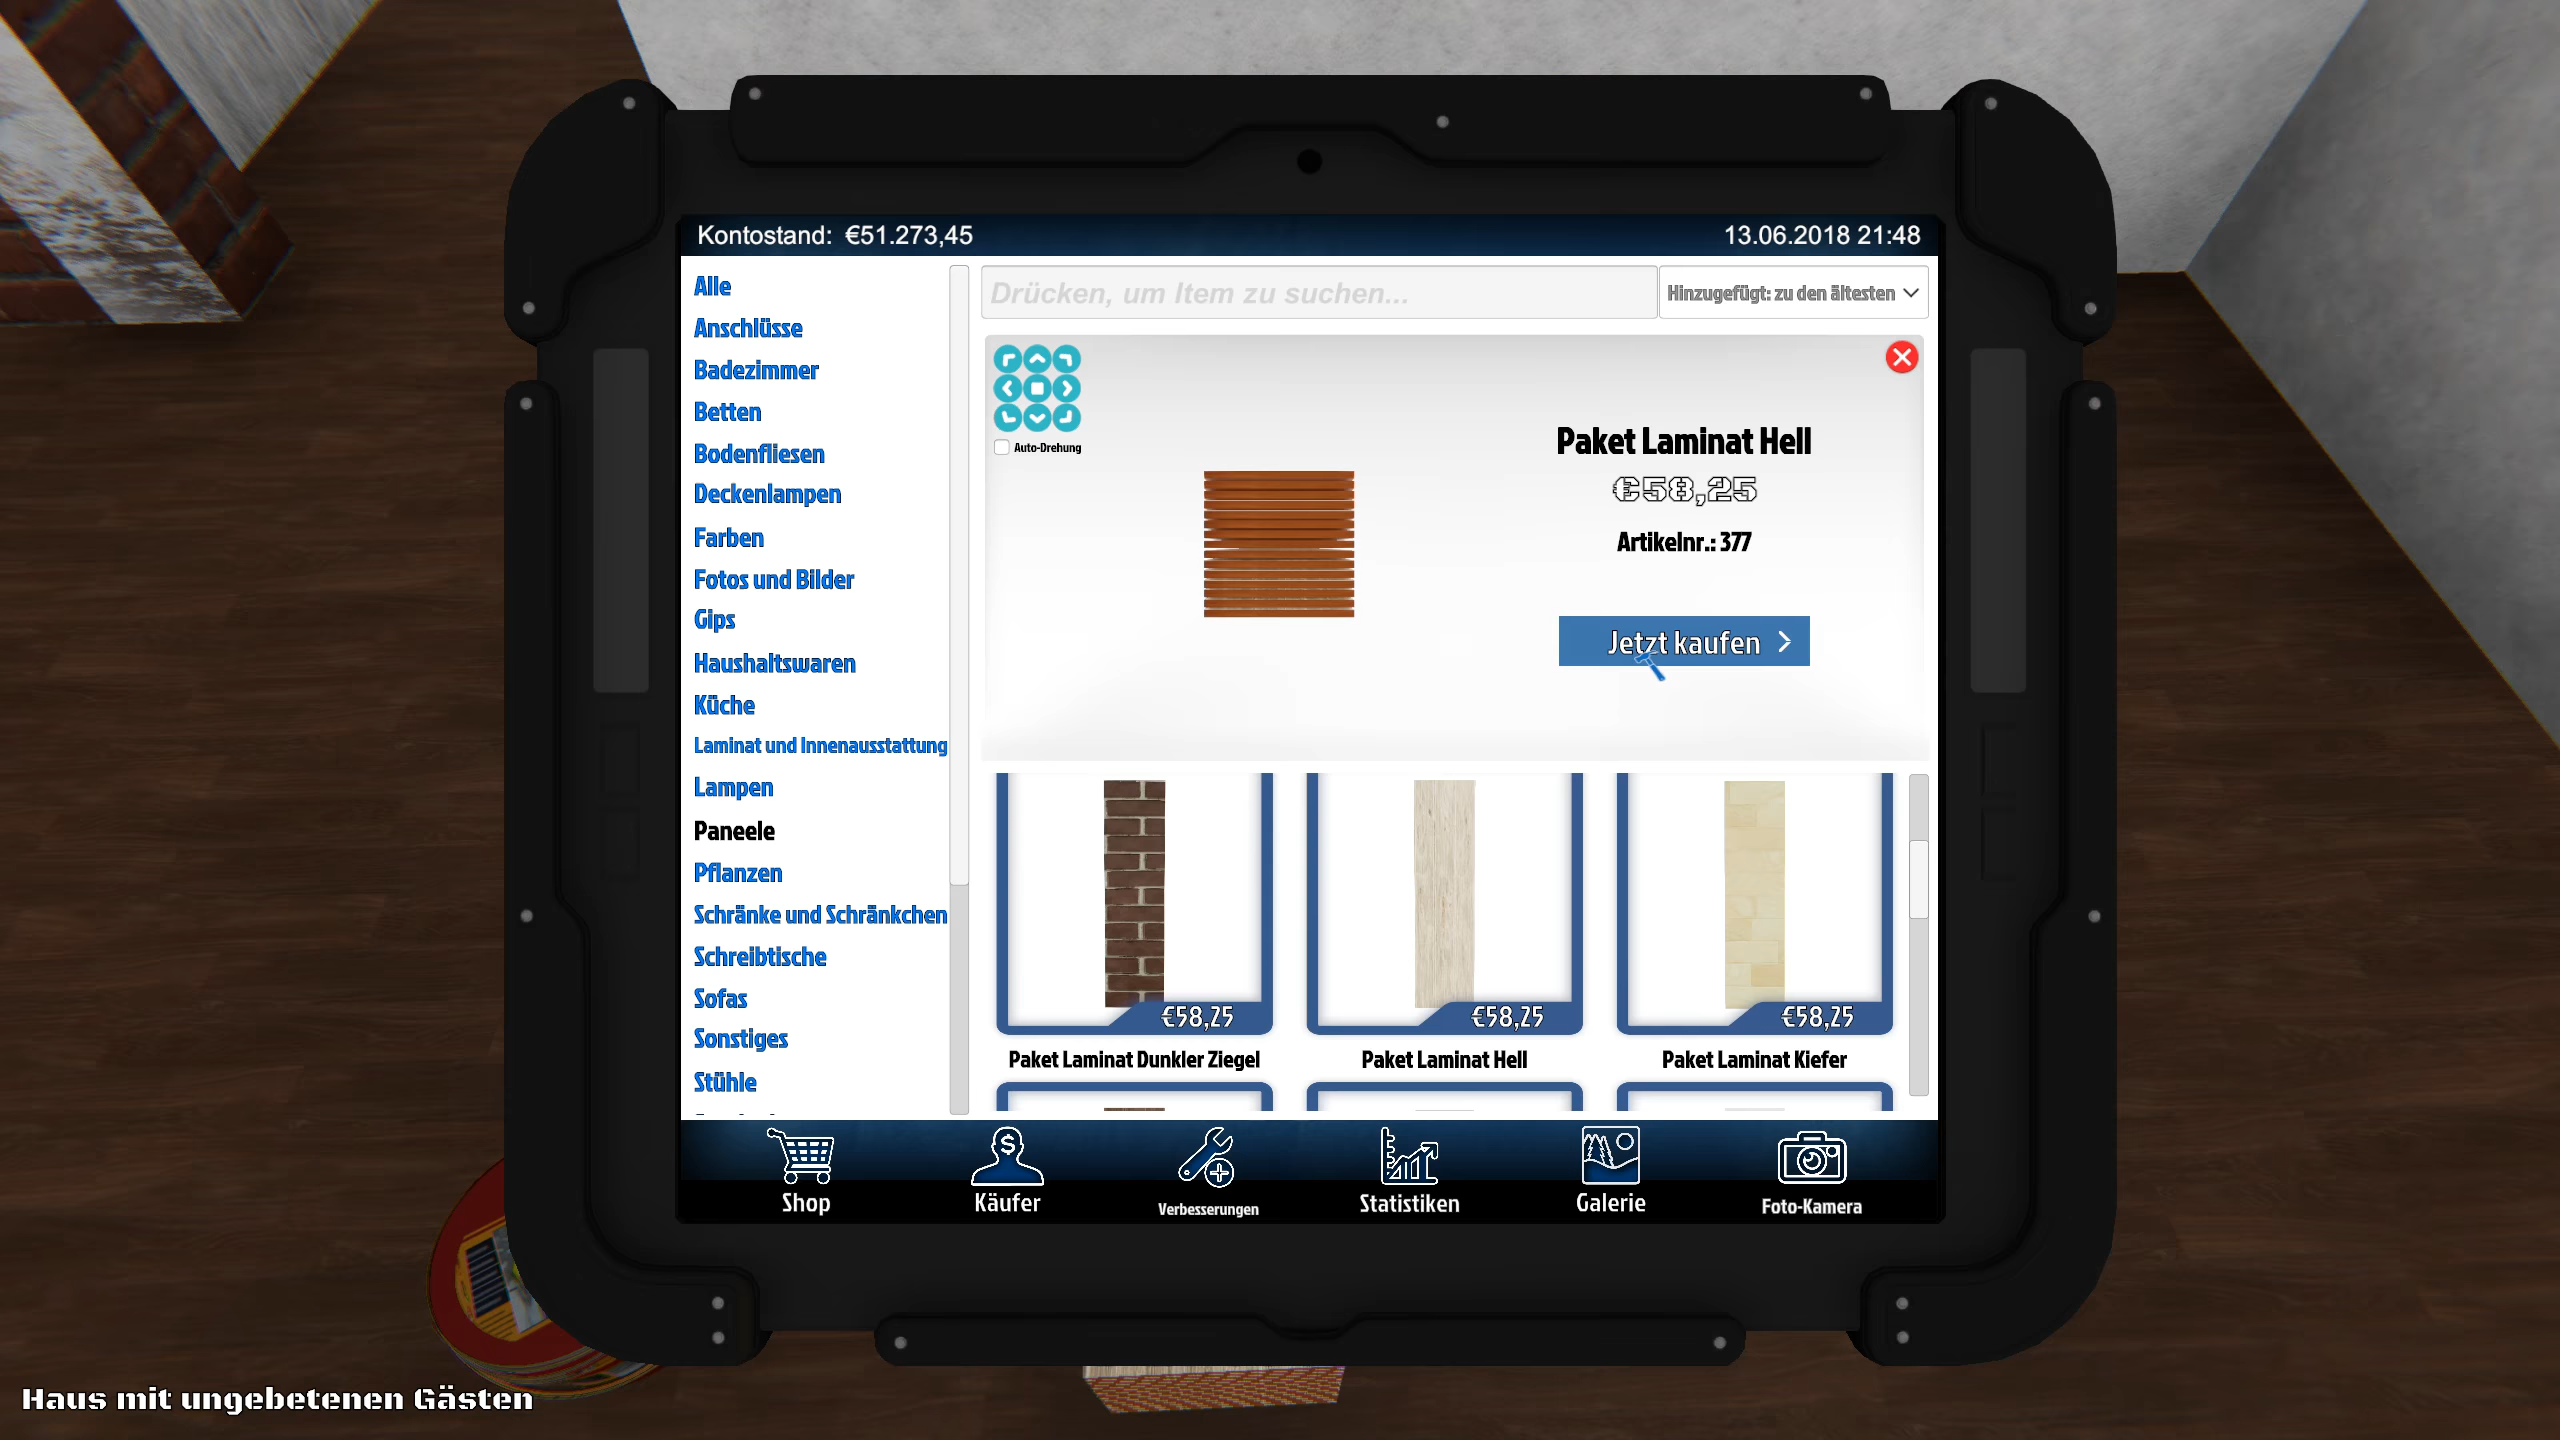 Kontostand: €51.273,45
13.06.2018 21:48
Alle
Anschlüsse
Badezimmer
Betten
Bodenfliesen
Deckenlampen
Farben
Fotos und Bilder
Gips
Haushaltswaren
Küche
Laminat und Innenausstattung
Lampen
Paneele
Pflanzen
Schränke und Schränkchen
Schreibtische
Sofas
Sonstiges
Stühle
Drücken, um Item zu suchen...
Hinzugefügt: zu den ältesten
Auto-Drehung
Paket Laminat Hell
€58,25
Artikelnr.: 377
Jetzt kaufen
€58,25
€58,25
€58,25
Paket Laminat Dunkler Ziegel
Paket Laminat Hell
Paket Laminat Kiefer
Shop
Käufer
Verbesserungen
Statistiken
Galerie
Foto-Kamera
Haus mit ungebetenen Gästen